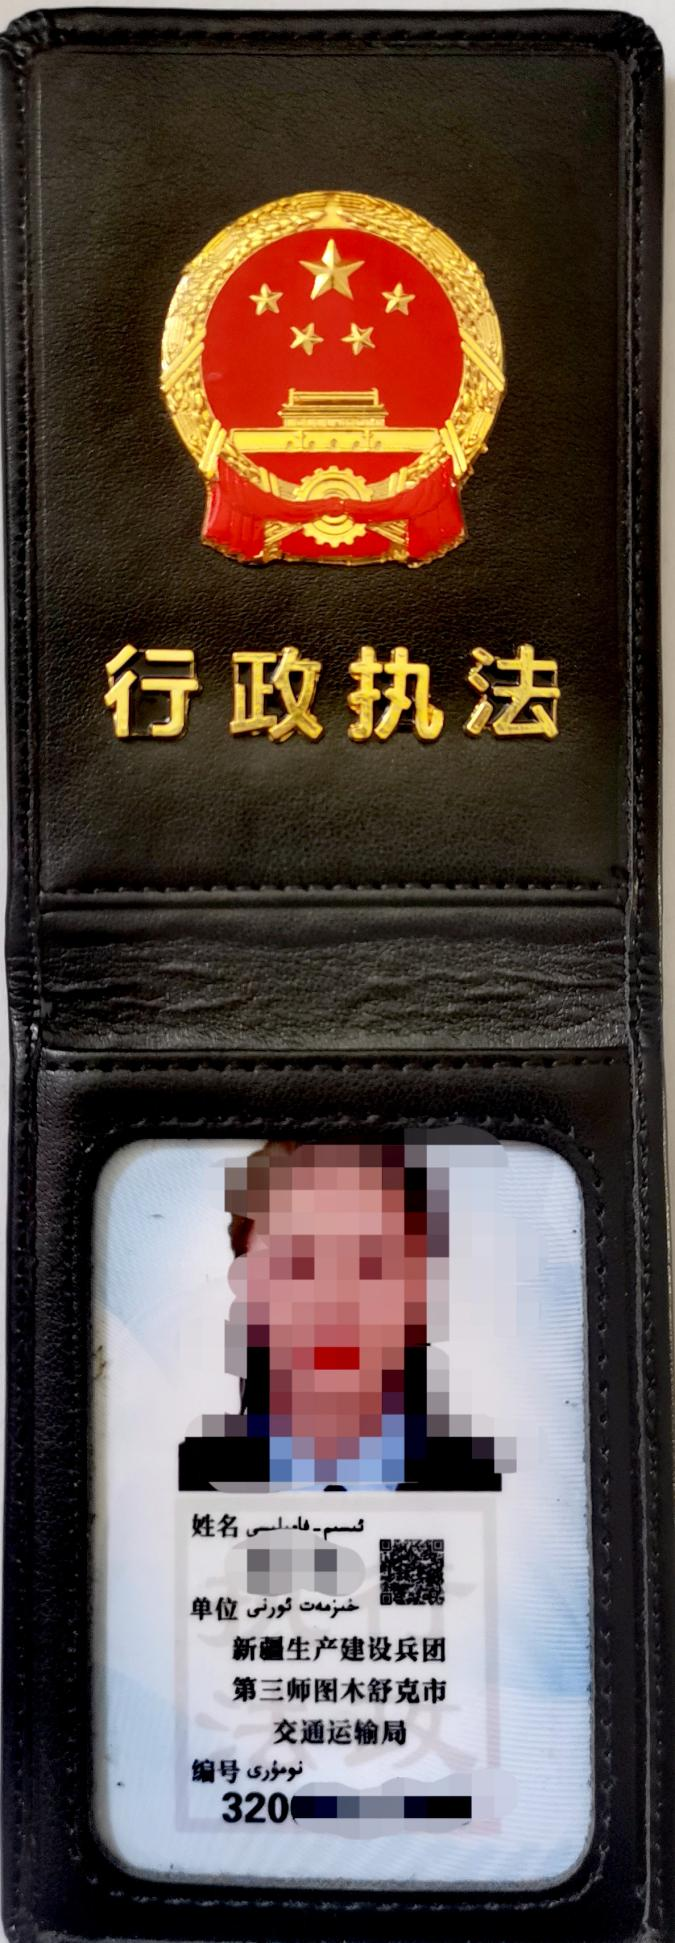 行政执法
姓名 ئىسىم-فامىلىسى
单位 خىزمەت ئورنى
新疆生产建设兵团
第三师图木舒克市
交通运输局
编号 نومۇرى
320